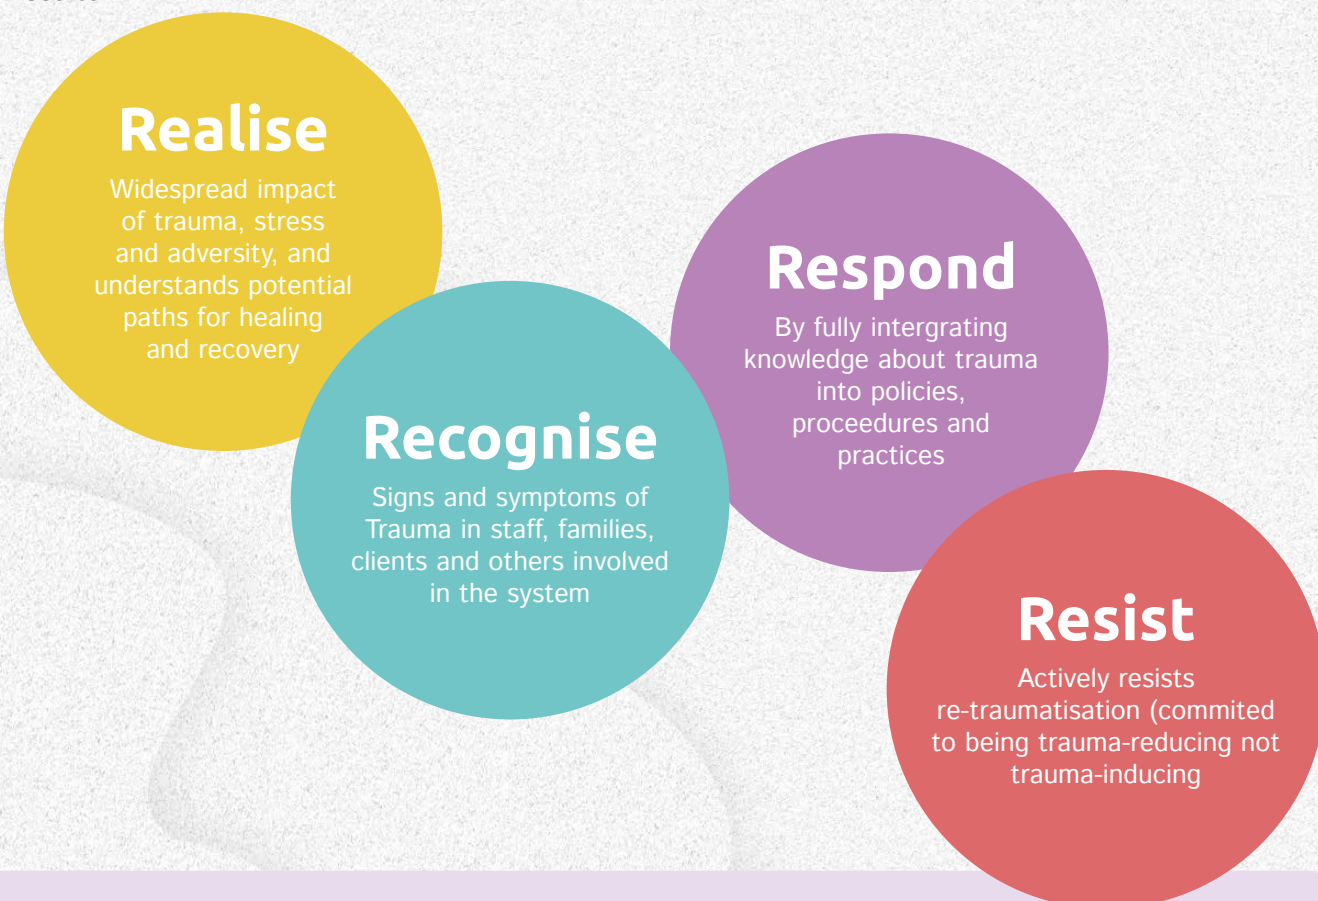 Realise
Widespread impact
of trauma, stress
and adversity, and
understands potential
paths for healing
and recovery
Recognise
Signs and symptoms of
Trauma in staff, families,
clients and others involved
in the system
Respond
By fully intergrating
knowledge about trauma
into policies,
proceedures and
practices
Resist
Actively resists
re-traumatisation (commited
to being trauma-reducing not
trauma-inducing